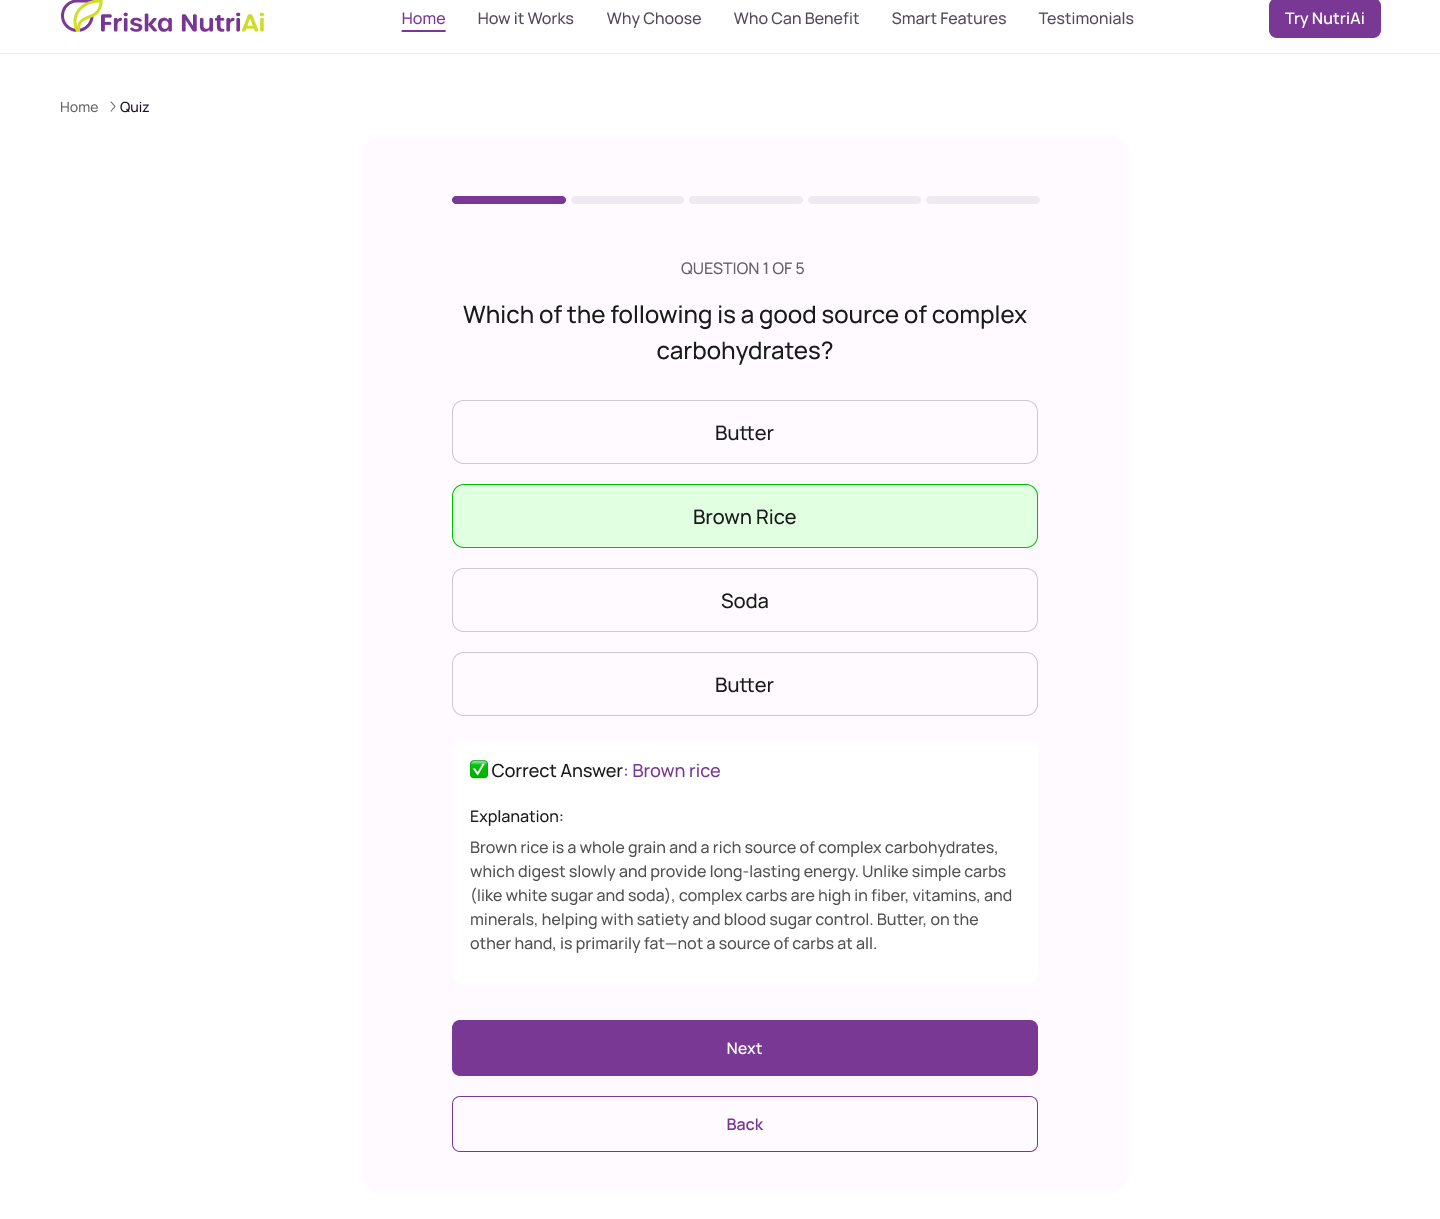 Friska NutriAi
Home
How it Works
Why Choose
Who Can Benefit
Smart Features
Testimonials
Try NutriAi
Home > Quiz
QUESTION 1 OF 5
Which of the following is a good source of complex
carbohydrates?
Butter
Brown Rice
Soda
Butter
✅ Correct Answer: Brown rice
Explanation:
Brown rice is a whole grain and a rich source of complex carbohydrates,
which digest slowly and provide long-lasting energy. Unlike simple carbs
(like white sugar and soda), complex carbs are high in fiber, vitamins, and
minerals, helping with satiety and blood sugar control. Butter, on the
other hand, is primarily fat—not a source of carbs at all.
Next
Back